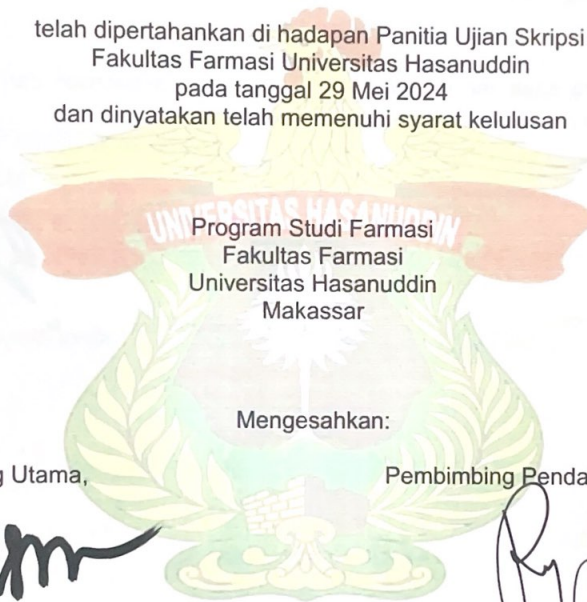 telah dipertahankan di hadapan Panitia Ujian Skripsi
Fakultas Farmasi Universitas Hasanuddin
pada tanggal 29 Mei 2024
dan dinyatakan telah memenuhi syarat kelulusan
UNIVERSITAS HASANUDDIN
Program Studi Farmasi
Fakultas Farmasi
Universitas Hasanuddin
Makassar
Mengesahkan:
g Utama,
Pembimbing Penda